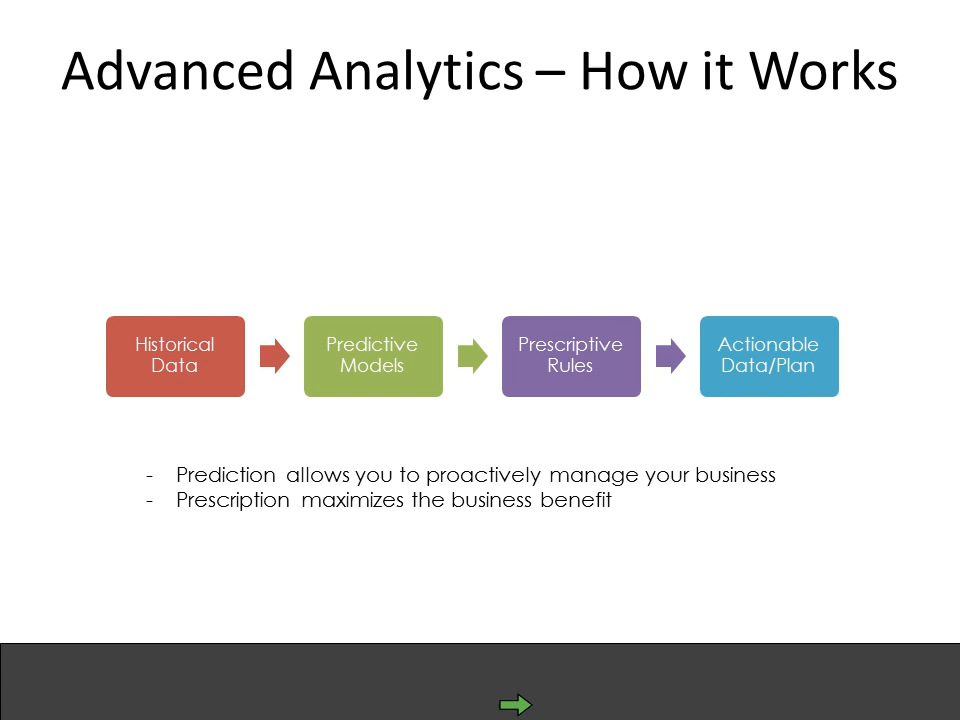 Advanced Analytics – How it Works
Historical
Data
Predictive
Models
Prescriptive
Rules
Actionable
Data/Plan
- Prediction allows you to proactively manage your business
- Prescription maximizes the business benefit